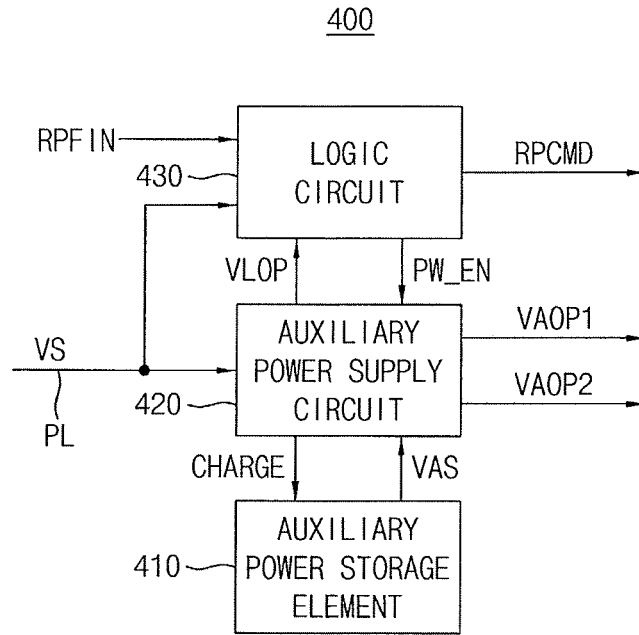 400
RPFIN
LOGIC
CIRCUIT
RPCMD
430
VLOP
PW_EN
AUXILIARY
POWER SUPPLY
CIRCUIT
VAOP1
VS
VAOP2
420
PL
CHARGE
VAS
AUXILIARY
POWER STORAGE
ELEMENT
410